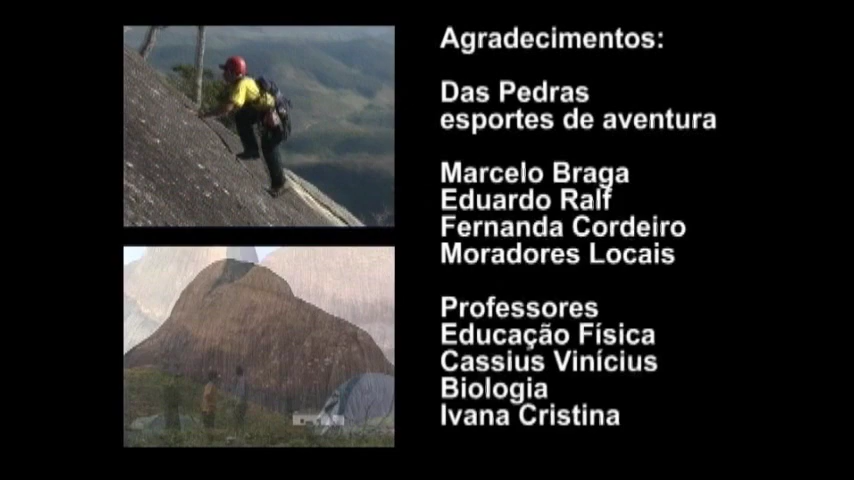 Agradecimentos:
Das Pedras
esportes de aventura
Marcelo Braga
Eduardo Ralf
Fernanda Cordeiro
Moradores Locais
Professores
Educação Física
Cassius Vinícius
Biologia
Ivana Cristina